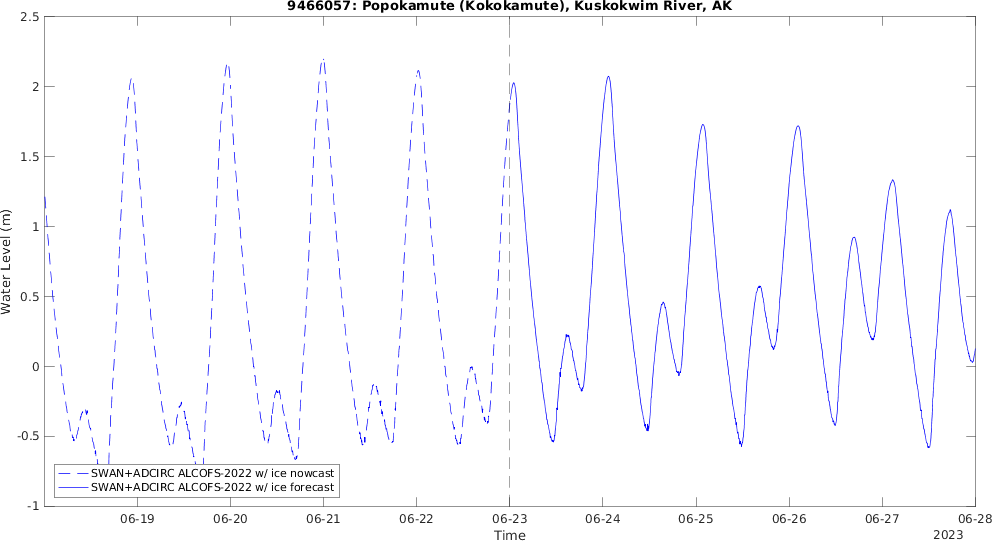 9466057: Popokamute (Kokokamute), Kuskokwim River, AK
Water Level (m)
2.5
2
1.5
1
0.5
0
-0.5
-1
SWAN+ADCIRC ALCOFS-2022 w/ ice nowcast
SWAN+ADCIRC ALCOFS-2022 w/ ice forecast
06-19 06-20 06-21 06-22 06-23 06-24 06-25 06-26 06-27 06-28
Time
2023